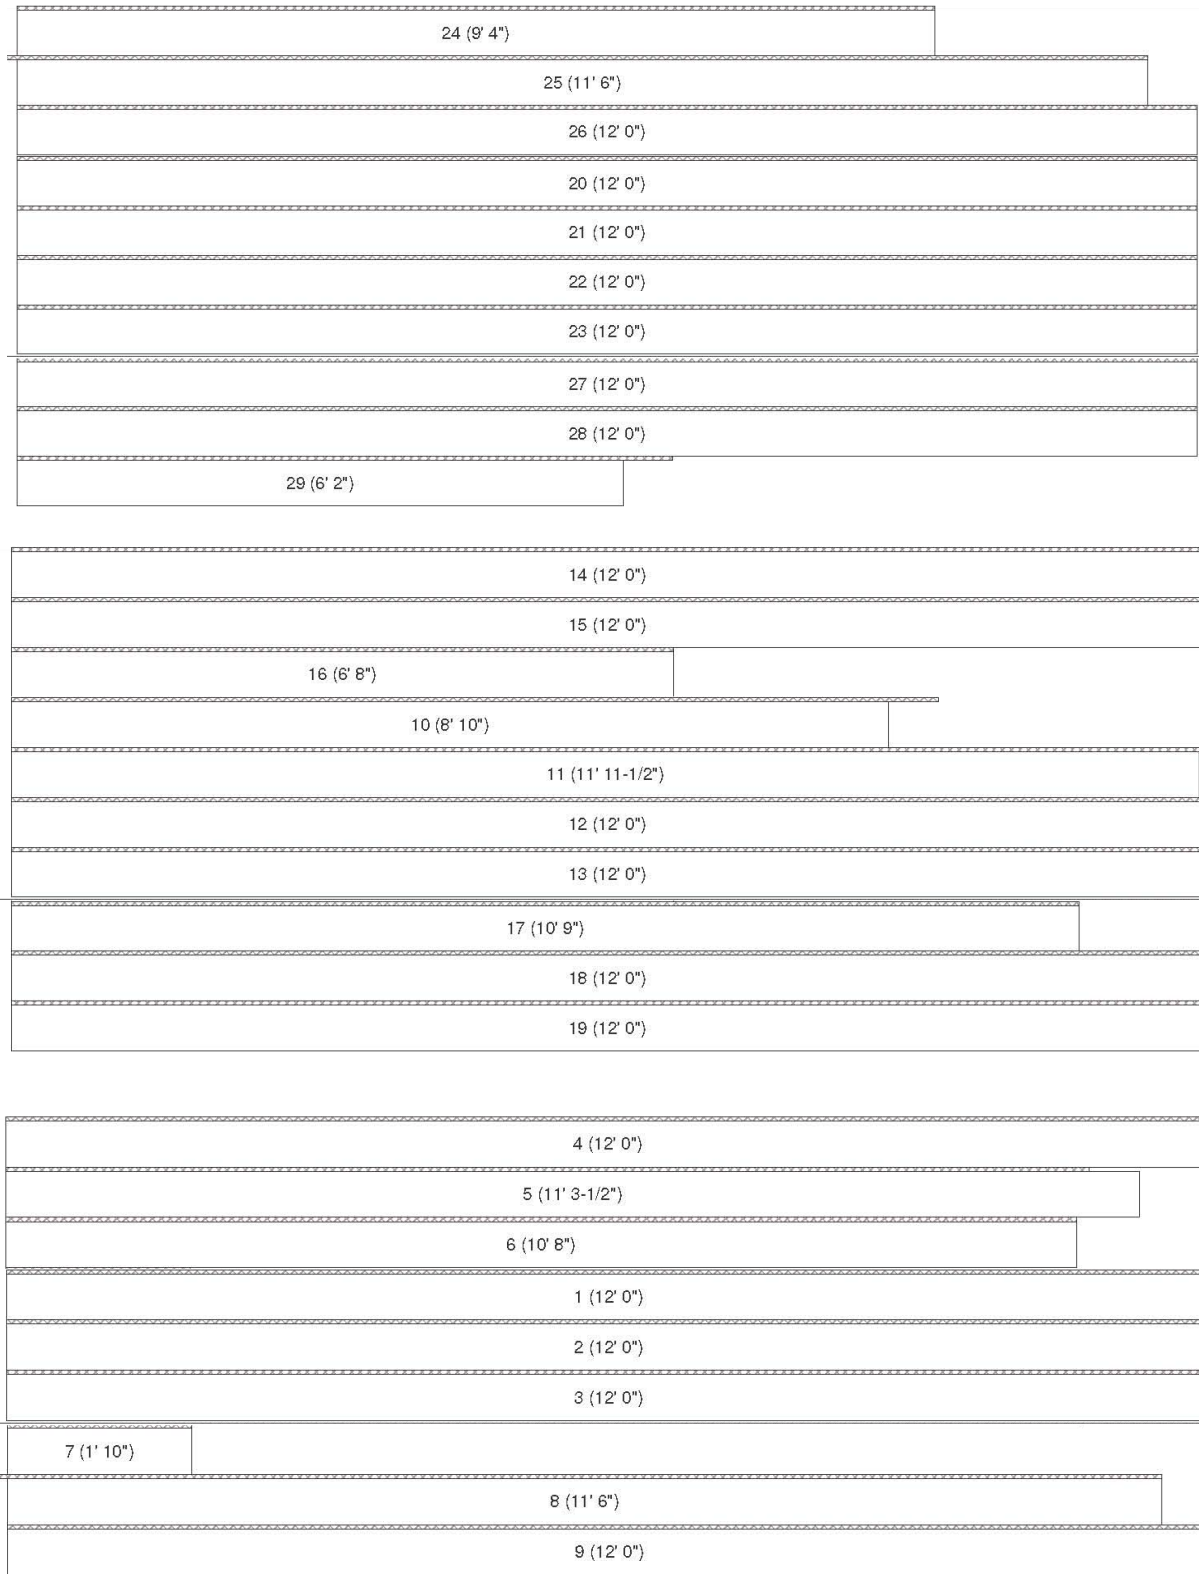 24 (9' 4")
25 (11' 6")
26 (12' 0")
20 (12' 0")
21 (12' 0")
22 (12' 0")
23 (12' 0")
27 (12' 0")
28 (12' 0")
29 (6' 2")
14 (12' 0")
15 (12' 0")
16 (6' 8")
10 (8' 10")
11 (11' 11-1/2")
12 (12' 0")
13 (12' 0")
17 (10' 9")
18 (12' 0")
19 (12' 0")
4 (12' 0")
5 (11' 3-1/2")
6 (10' 8")
1 (12' 0")
2 (12' 0")
3 (12' 0")
7 (1' 10")
8 (11' 6")
9 (12' 0")